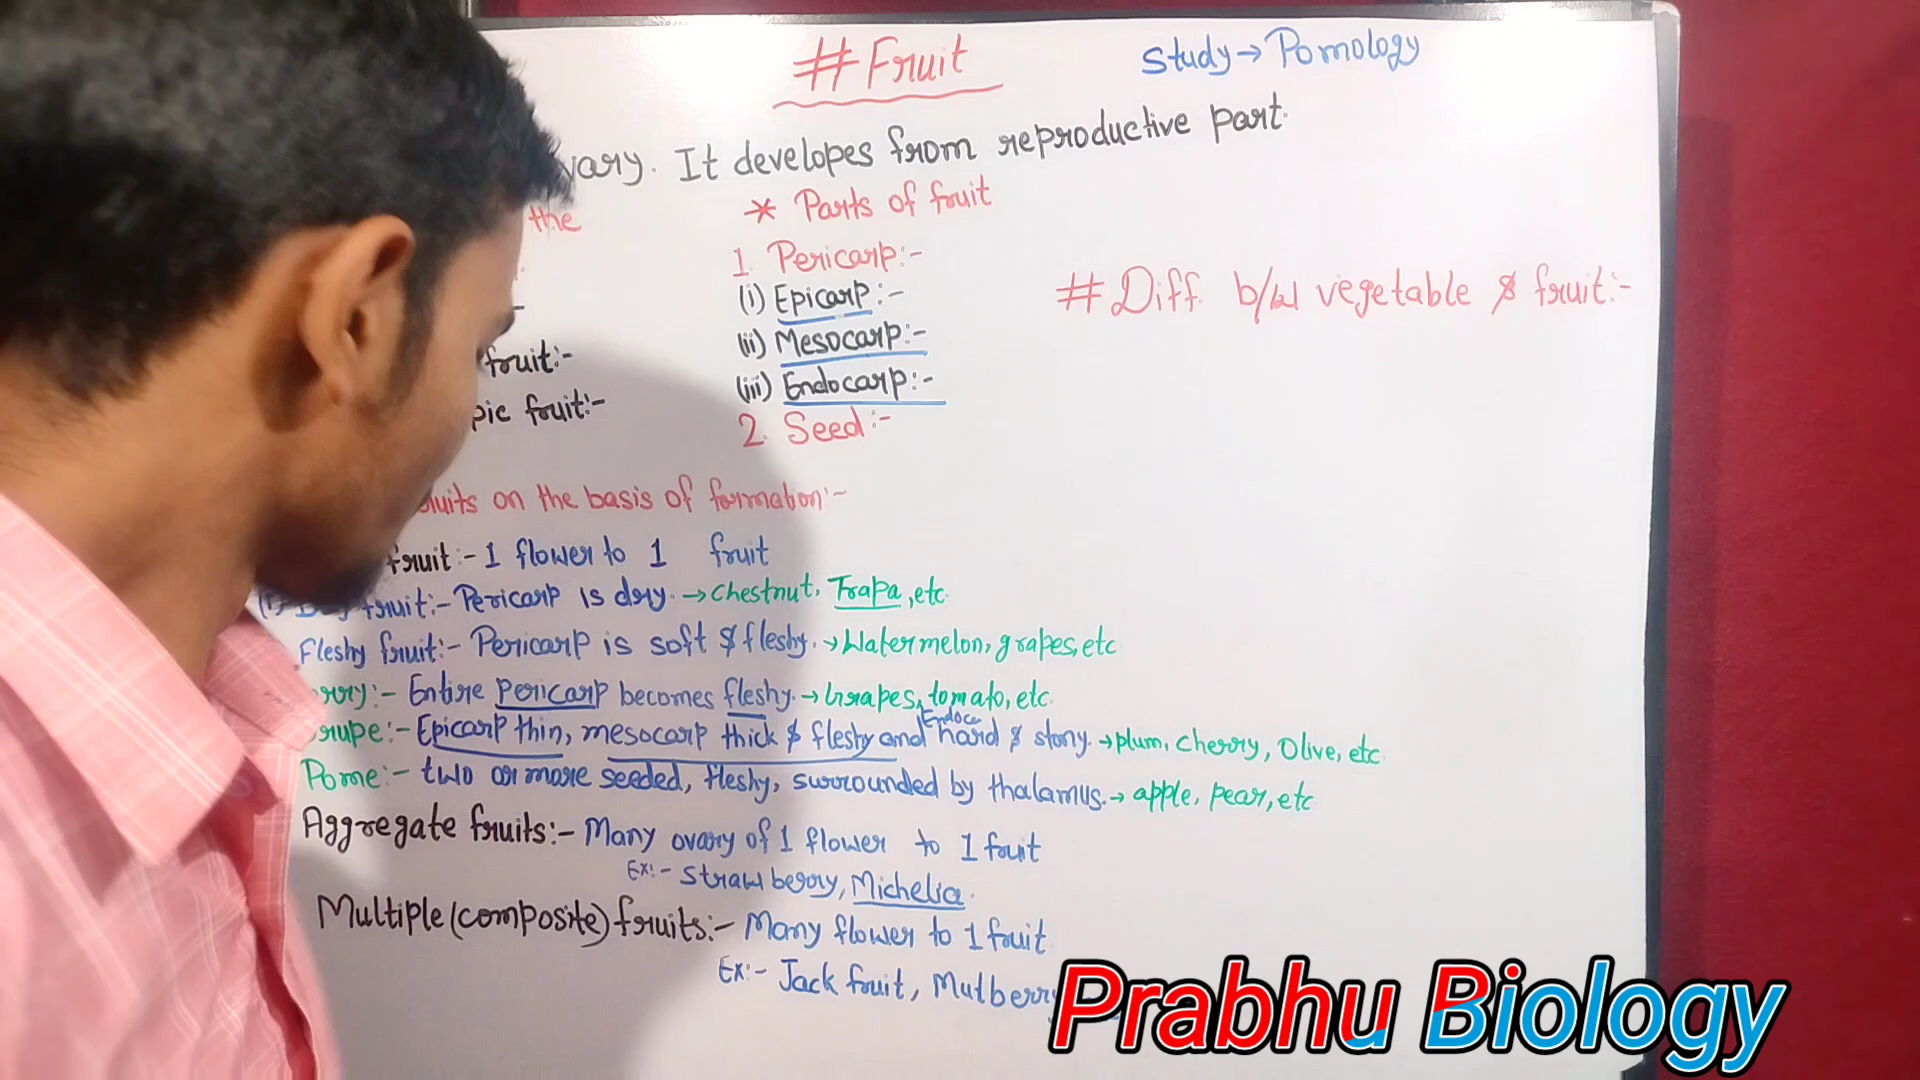 # Fruit
Study → Pomology
vary. It developes from reproductive part.
the
* Parts of fruit
1. Pericarp:-
(i) Epicarp:-
# Diff. b/w vegetable & fruit:-
(ii) Mesocarp:-
fruit:-
(iii) Endocarp:-
pic fruit:-
2. Seed:-
uits on the basis of formation:-
fruit:- 1 flower to 1 fruit
fruit:- Pericarp is dry. → chestnut, Trapa, etc.
Fleshy fruit:- Pericarp is soft & fleshy. → Watermelon, grapes, etc
rry:- Entire pericarp becomes fleshy. → Grapes, tomato, etc.
Endoca
rupe:- Epicarp thin, mesocarp thick & fleshy and hard & stony. → plum, cherry, Olive, etc.
Pome:- two or more seeded, fleshy, surrounded by thalamus. → apple, pear, etc
Aggregate fruits:- Many ovary of 1 flower to 1 fruit
Ex:- Strawberry, Michelia.
Multiple (composite) fruits:- Many flower to 1 fruit
Ex:- Jack fruit, Mulberry
Prabhu Biology